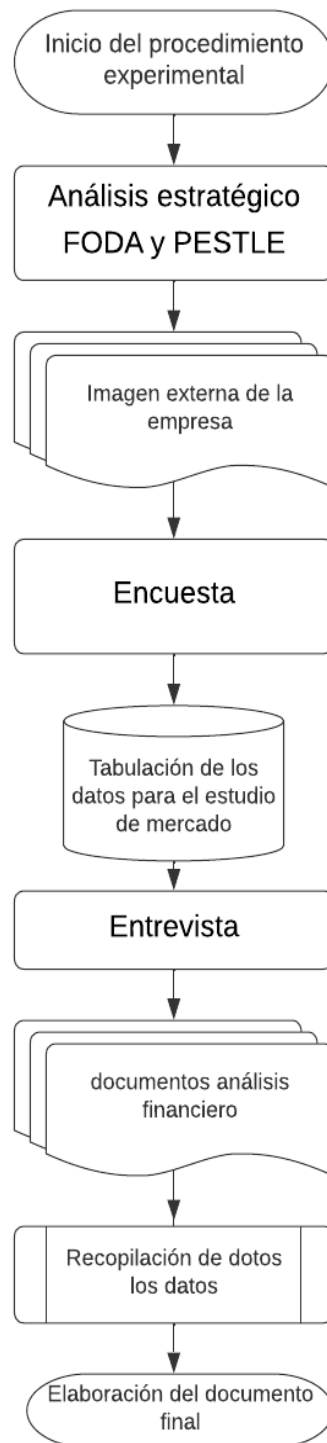 Inicio del procedimiento
experimental
Análisis estratégico
FODA y PESTLE
Imagen externa de la
empresa
Encuesta
Tabulación de los
datos para el estudio
de mercado
Entrevista
documentos análisis
financiero
Recopilación de dotos
los datos
Elaboración del documento
final